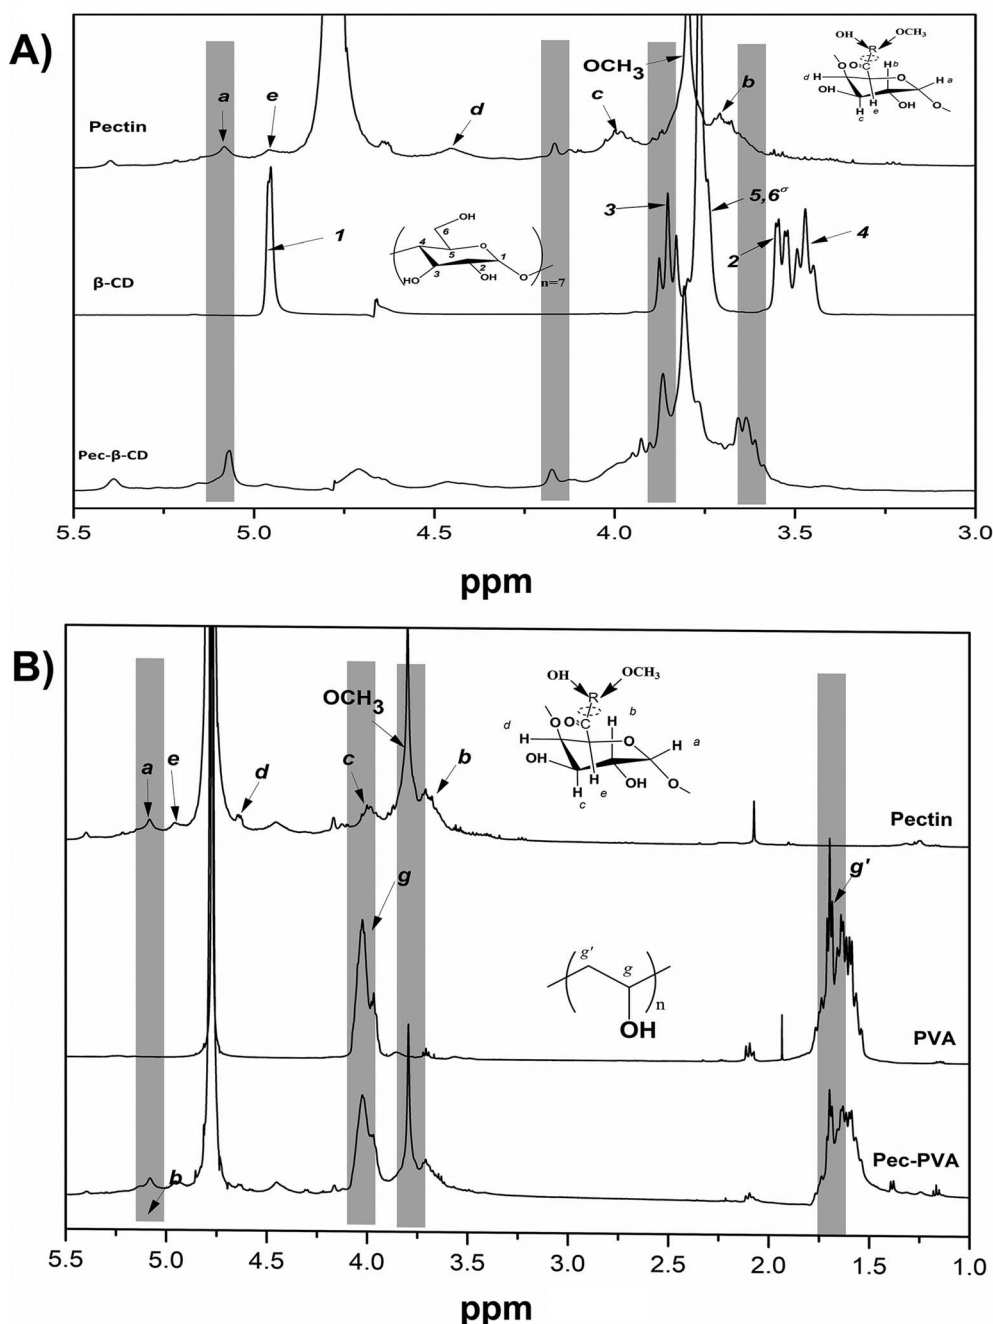 A)
Pectin
a
e
d
c
OCH3
b
OH
R
OCH3
O
C
H b
d H
O
O
H a
OH
H
H
OH
O
c
e
β-CD
1
OH
6
4
5
O
1
HO
3
2
OH
O
n=7
3
5,6σ
2
4
Pec-β-CD
5.5 5.0 4.5 4.0 3.5 3.0
ppm
B)
OCH3
a
e
d
c
b
OH
R
OCH3
O
C
b
H
d H
O
O
H a
OH
H
H
OH
O
c
e
Pectin
g
g'
g'
g
n
OH
PVA
Pec-PVA
b
5.5 5.0 4.5 4.0 3.5 3.0 2.5 2.0 1.5 1.0
ppm